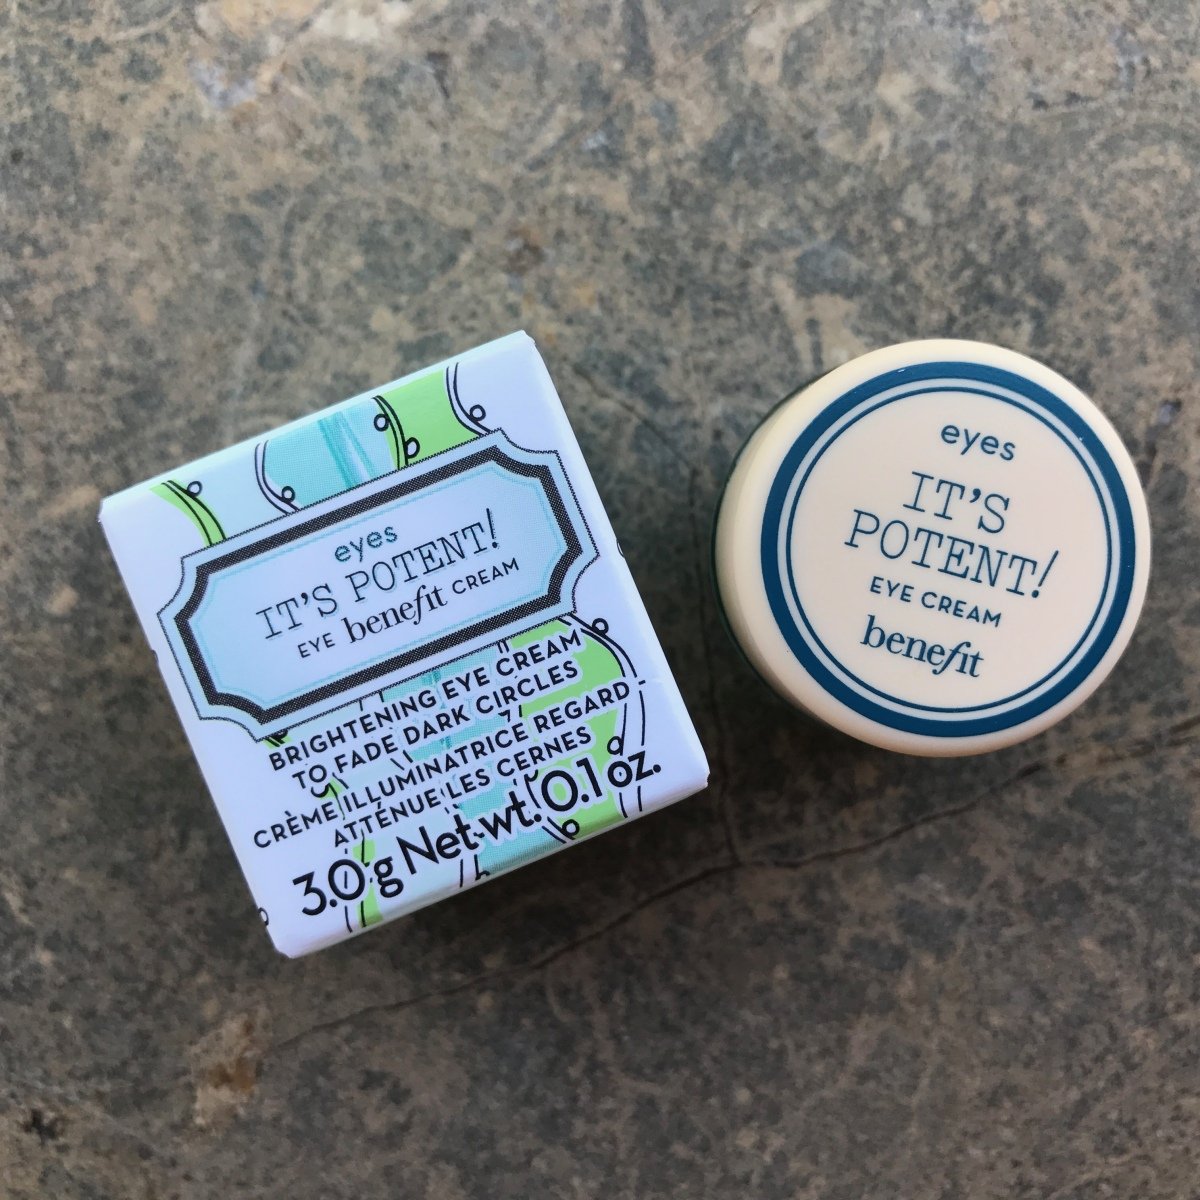 eyes
IT'S POTENT!
EYE benefit CREAM
BRIGHTENING EYE CREAM
TO FADE DARK CIRCLES
CRÈME ILLUMINATRICE REGARD -
ATTÉNUE LES CERNES
3.0 g Net wt. 0.1 oz.
eyes
IT'S
POTENT!
EYE CREAM
benefit